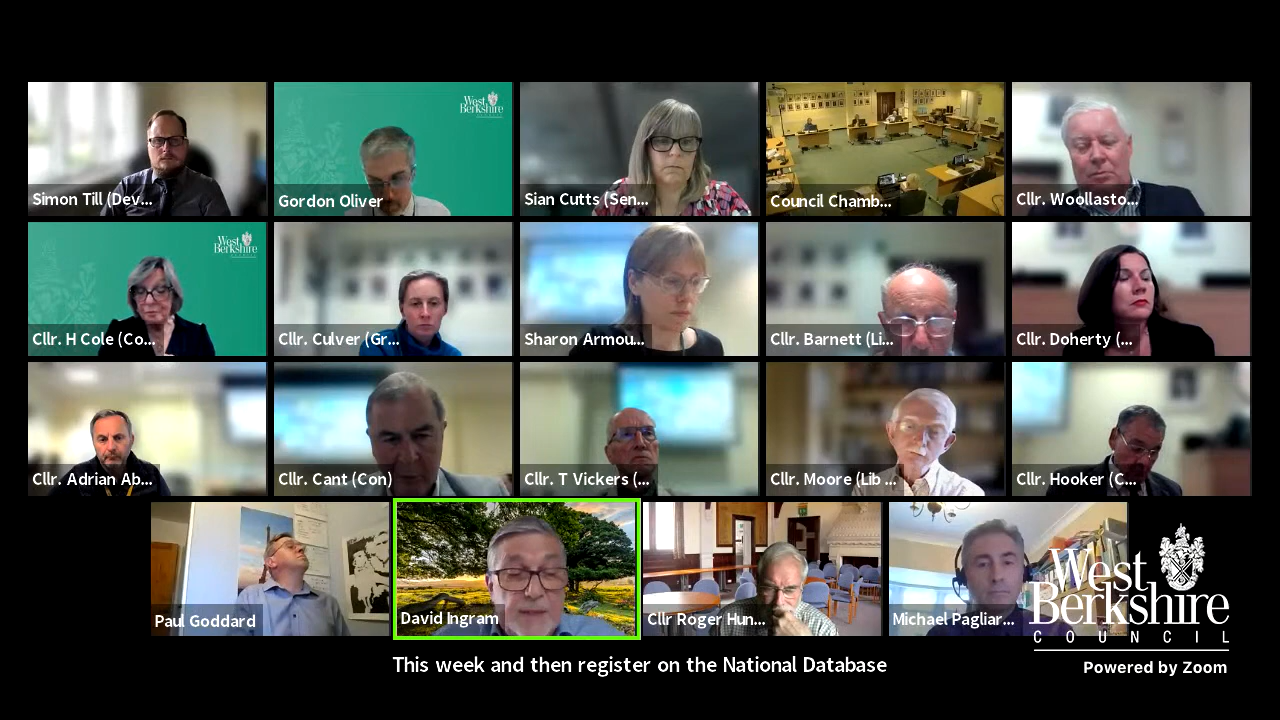 West
Berkshire
Simon Till (Dev...
Gordon Oliver
Sian Cutts (Sen...
Council Chamb...
Cllr. Woollasto...
West
Berkshire
Cllr. H Cole (Co...
Cllr. Culver (Gr...
Sharon Armou...
Cllr. Barnett (Li...
Cllr. Doherty (...
Cllr. Adrian Ab...
Cllr. Cant (Con)
Cllr. T Vickers (...
Cllr. Moore (Lib ...
Cllr. Hooker (C...
Paul Goddard
David Ingram
Cllr Roger Hun...
Michael Pagliar...
West
Berkshire
COUNCIL
This week and then register on the National Database
Powered by Zoom